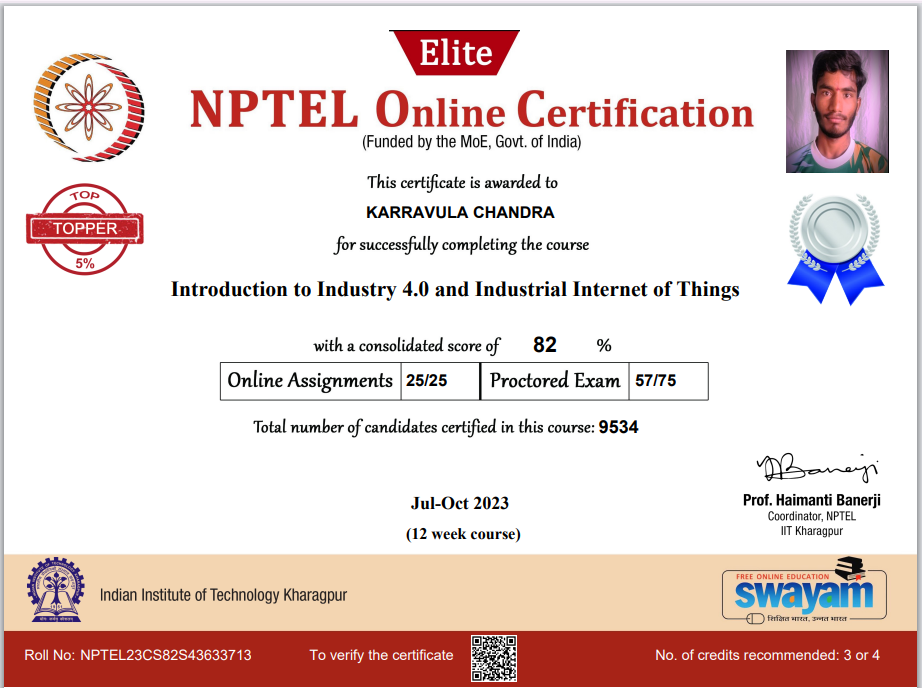 Elite
NPTEL Online Certification
(Funded by the MoE, Govt. of India)
This certificate is awarded to
KARRAVULA CHANDRA
for successfully completing the course
TOP
TOPPER
5%
Introduction to Industry 4.0 and Industrial Internet of Things
with a consolidated score of 82 %
Online Assignments 25/25 Proctored Exam 57/75
Total number of candidates certified in this course: 9534
Prof. Haimanti Banerji
Coordinator, NPTEL
IIT Kharagpur
Jul-Oct 2023
(12 week course)
Indian Institute of Technology Kharagpur
FREE ONLINE EDUCATION
swayam
शिक्षित भारत, उन्नत भारत
Roll No: NPTEL23CS82S43633713 To verify the certificate No. of credits recommended: 3 or 4